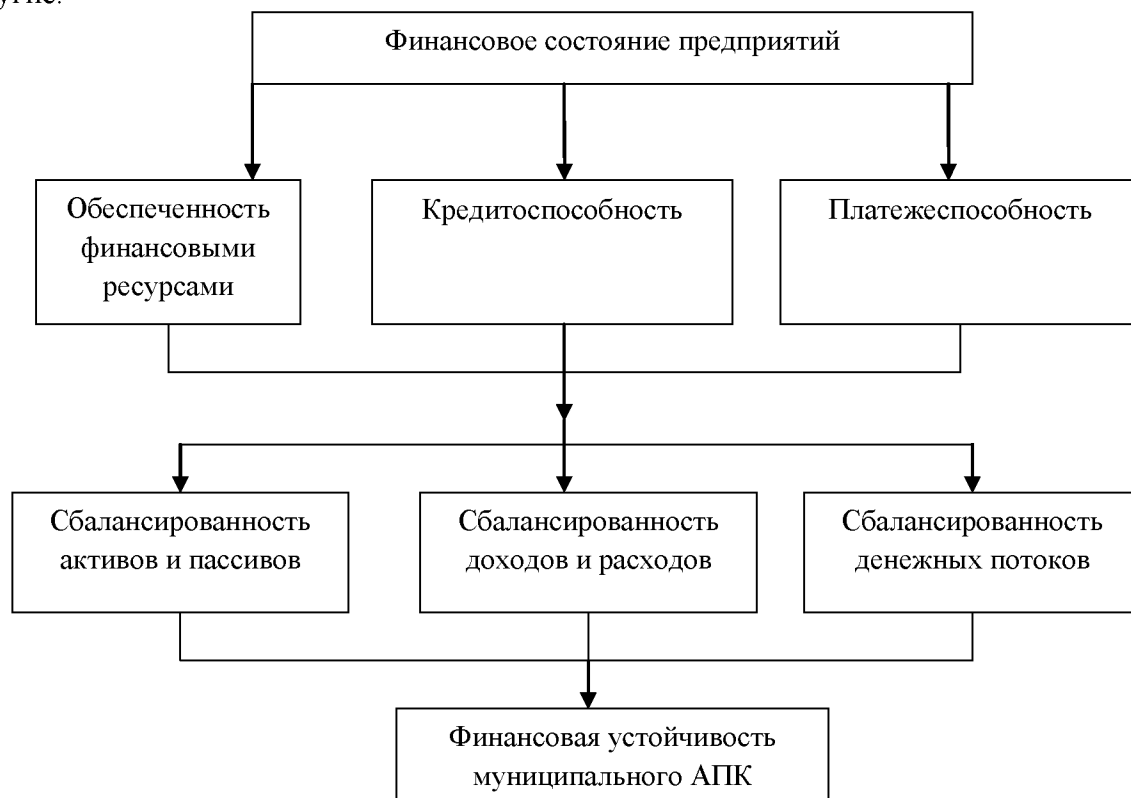 Финансовое состояние предприятий
Обеспеченность
финансовыми
ресурсами
Кредитоспособность
Платежеспособность
Сбалансированность
активов и пассивов
Сбалансированность
доходов и расходов
Сбалансированность
денежных потоков
Финансовая устойчивость
муниципального АПК